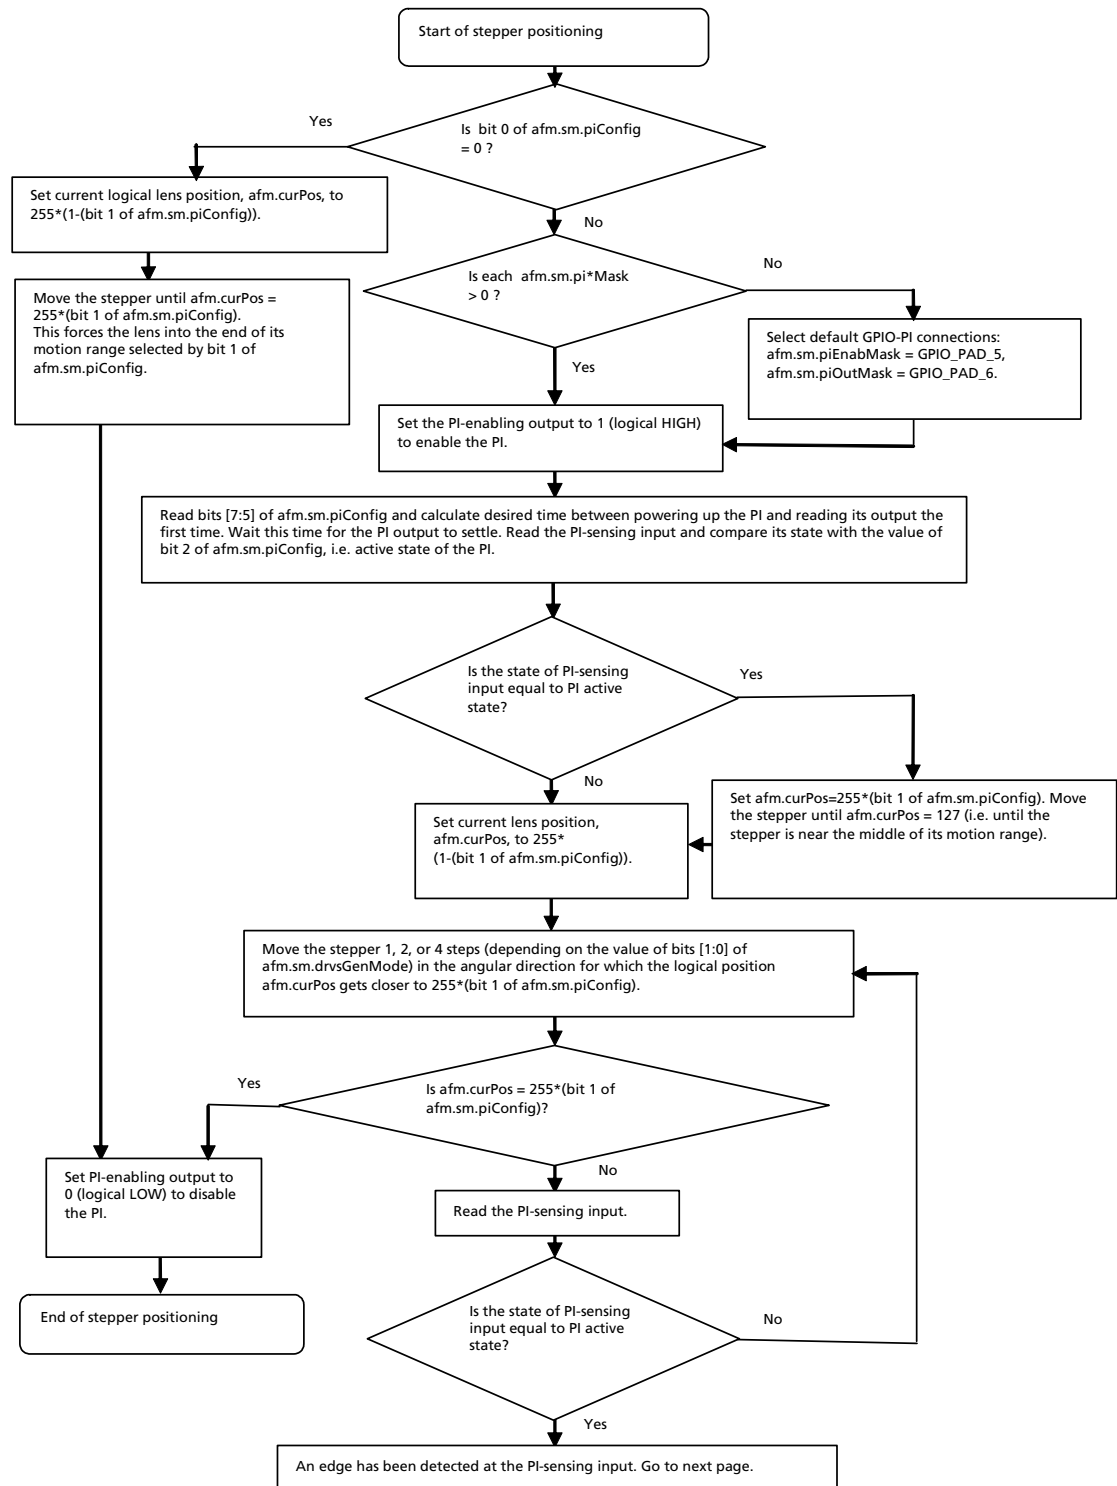 Start of stepper positioning
Yes
Is bit 0 of afm.sm.piConfig
= 0 ?
Set current logical lens position, afm.curPos, to
255*(1-(bit 1 of afm.sm.piConfig)).
No
Is each afm.sm.pi*Mask
> 0 ?
No
Move the stepper until afm.curPos =
255*(bit 1 of afm.sm.piConfig).
This forces the lens into the end of its
motion range selected by bit 1 of
afm.sm.piConfig.
Select default GPIO-PI connections:
afm.sm.piEnabMask = GPIO_PAD_5,
afm.sm.piOutMask = GPIO_PAD_6.
Yes
Set the PI-enabling output to 1 (logical HIGH)
to enable the PI.
Read bits [7:5] of afm.sm.piConfig and calculate desired time between powering up the PI and reading its output the
first time. Wait this time for the PI output to settle. Read the PI-sensing input and compare its state with the value of
bit 2 of afm.sm.piConfig, i.e. active state of the PI.
Is the state of PI-sensing
input equal to PI active
state?
Yes
No
Set afm.curPos=255*(bit 1 of afm.sm.piConfig). Move
the stepper until afm.curPos = 127 (i.e. until the
stepper is near the middle of its motion range).
Set current lens position,
afm.curPos, to 255*
(1-(bit 1 of afm.sm.piConfig)).
Move the stepper 1, 2, or 4 steps (depending on the value of bits [1:0] of
afm.sm.drvsGenMode) in the angular direction for which the logical position
afm.curPos gets closer to 255*(bit 1 of afm.sm.piConfig).
Yes
Is afm.curPos = 255*(bit 1 of
afm.sm.piConfig)?
No
Set PI-enabling output to
0 (logical LOW) to disable
the PI.
Read the PI-sensing input.
End of stepper positioning
Is the state of PI-sensing
input equal to PI active
state?
No
Yes
An edge has been detected at the PI-sensing input. Go to next page.